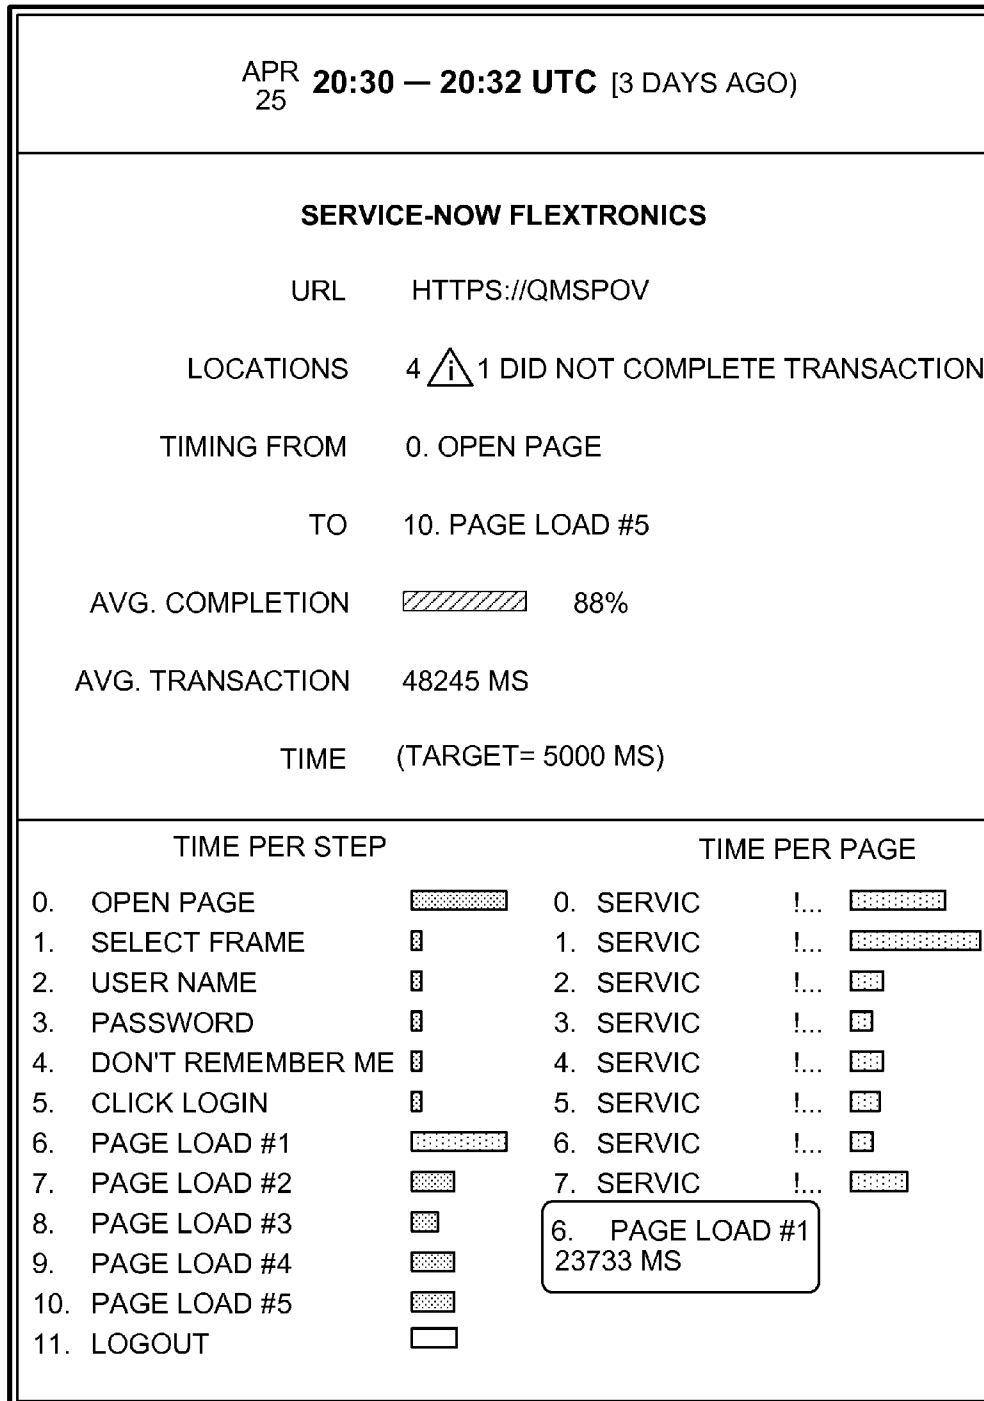 APR
25
20:30 — 20:32 UTC [3 DAYS AGO)
SERVICE-NOW FLEXTRONICS
URL HTTPS://QMSPOV
LOCATIONS 4 i 1 DID NOT COMPLETE TRANSACTION
TIMING FROM 0. OPEN PAGE
TO 10. PAGE LOAD #5
AVG. COMPLETION 88%
AVG. TRANSACTION 48245 MS
TIME (TARGET= 5000 MS)
TIME PER STEP
0. OPEN PAGE
1. SELECT FRAME
2. USER NAME
3. PASSWORD
4. DON'T REMEMBER ME
5. CLICK LOGIN
6. PAGE LOAD #1
7. PAGE LOAD #2
8. PAGE LOAD #3
9. PAGE LOAD #4
10. PAGE LOAD #5
11. LOGOUT
TIME PER PAGE
0. SERVIC !...
1. SERVIC !...
2. SERVIC !...
3. SERVIC !...
4. SERVIC !...
5. SERVIC !...
6. SERVIC !...
7. SERVIC !...
6. PAGE LOAD #1
23733 MS